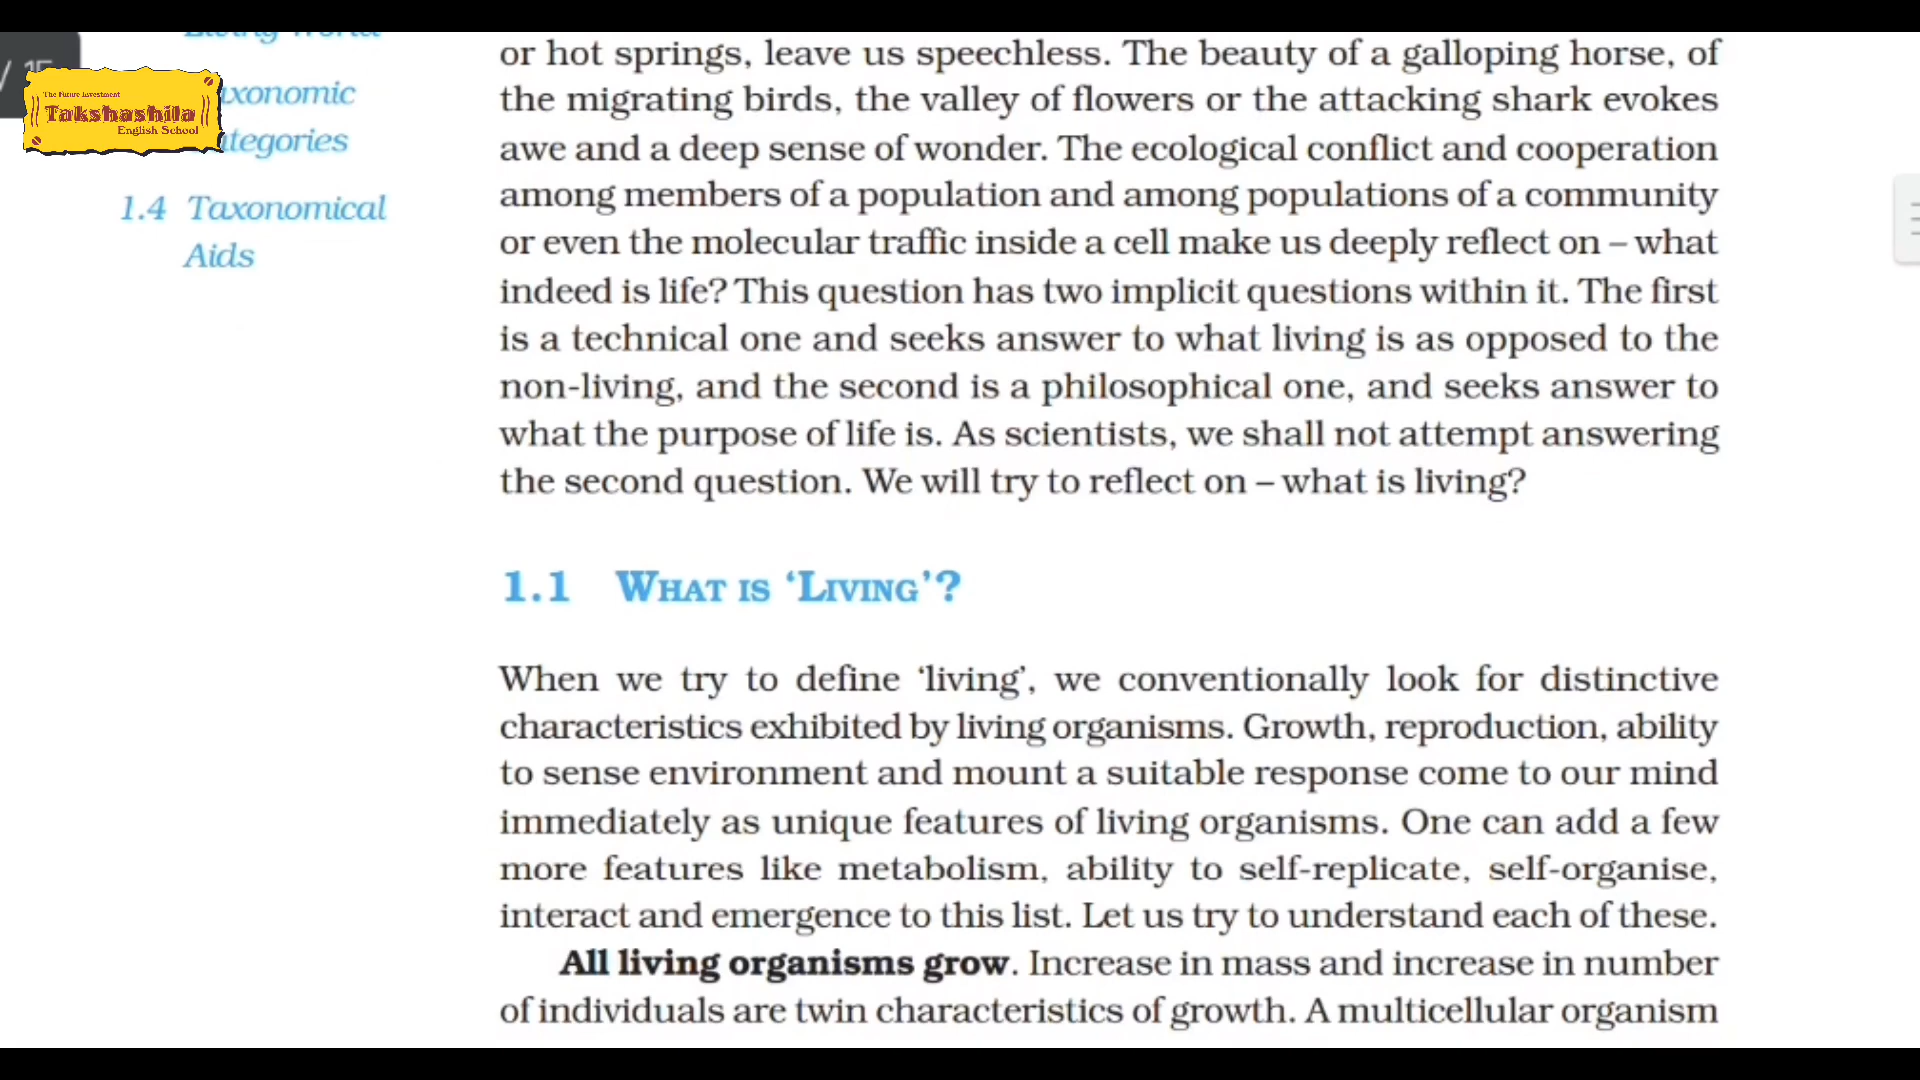 Living World
/ 15
The Future Investment
Takshashila
English School
axonomic
ategories
1.4 Taxonomical
Aids
or hot springs, leave us speechless. The beauty of a galloping horse, of
the migrating birds, the valley of flowers or the attacking shark evokes
awe and a deep sense of wonder. The ecological conflict and cooperation
among members of a population and among populations of a community
or even the molecular traffic inside a cell make us deeply reflect on – what
indeed is life? This question has two implicit questions within it. The first
is a technical one and seeks answer to what living is as opposed to the
non-living, and the second is a philosophical one, and seeks answer to
what the purpose of life is. As scientists, we shall not attempt answering
the second question. We will try to reflect on – what is living?
1.1 What is ‘Living’?
When we try to define ‘living’, we conventionally look for distinctive
characteristics exhibited by living organisms. Growth, reproduction, ability
to sense environment and mount a suitable response come to our mind
immediately as unique features of living organisms. One can add a few
more features like metabolism, ability to self-replicate, self-organise,
interact and emergence to this list. Let us try to understand each of these.
All living organisms grow. Increase in mass and increase in number
of individuals are twin characteristics of growth. A multicellular organism